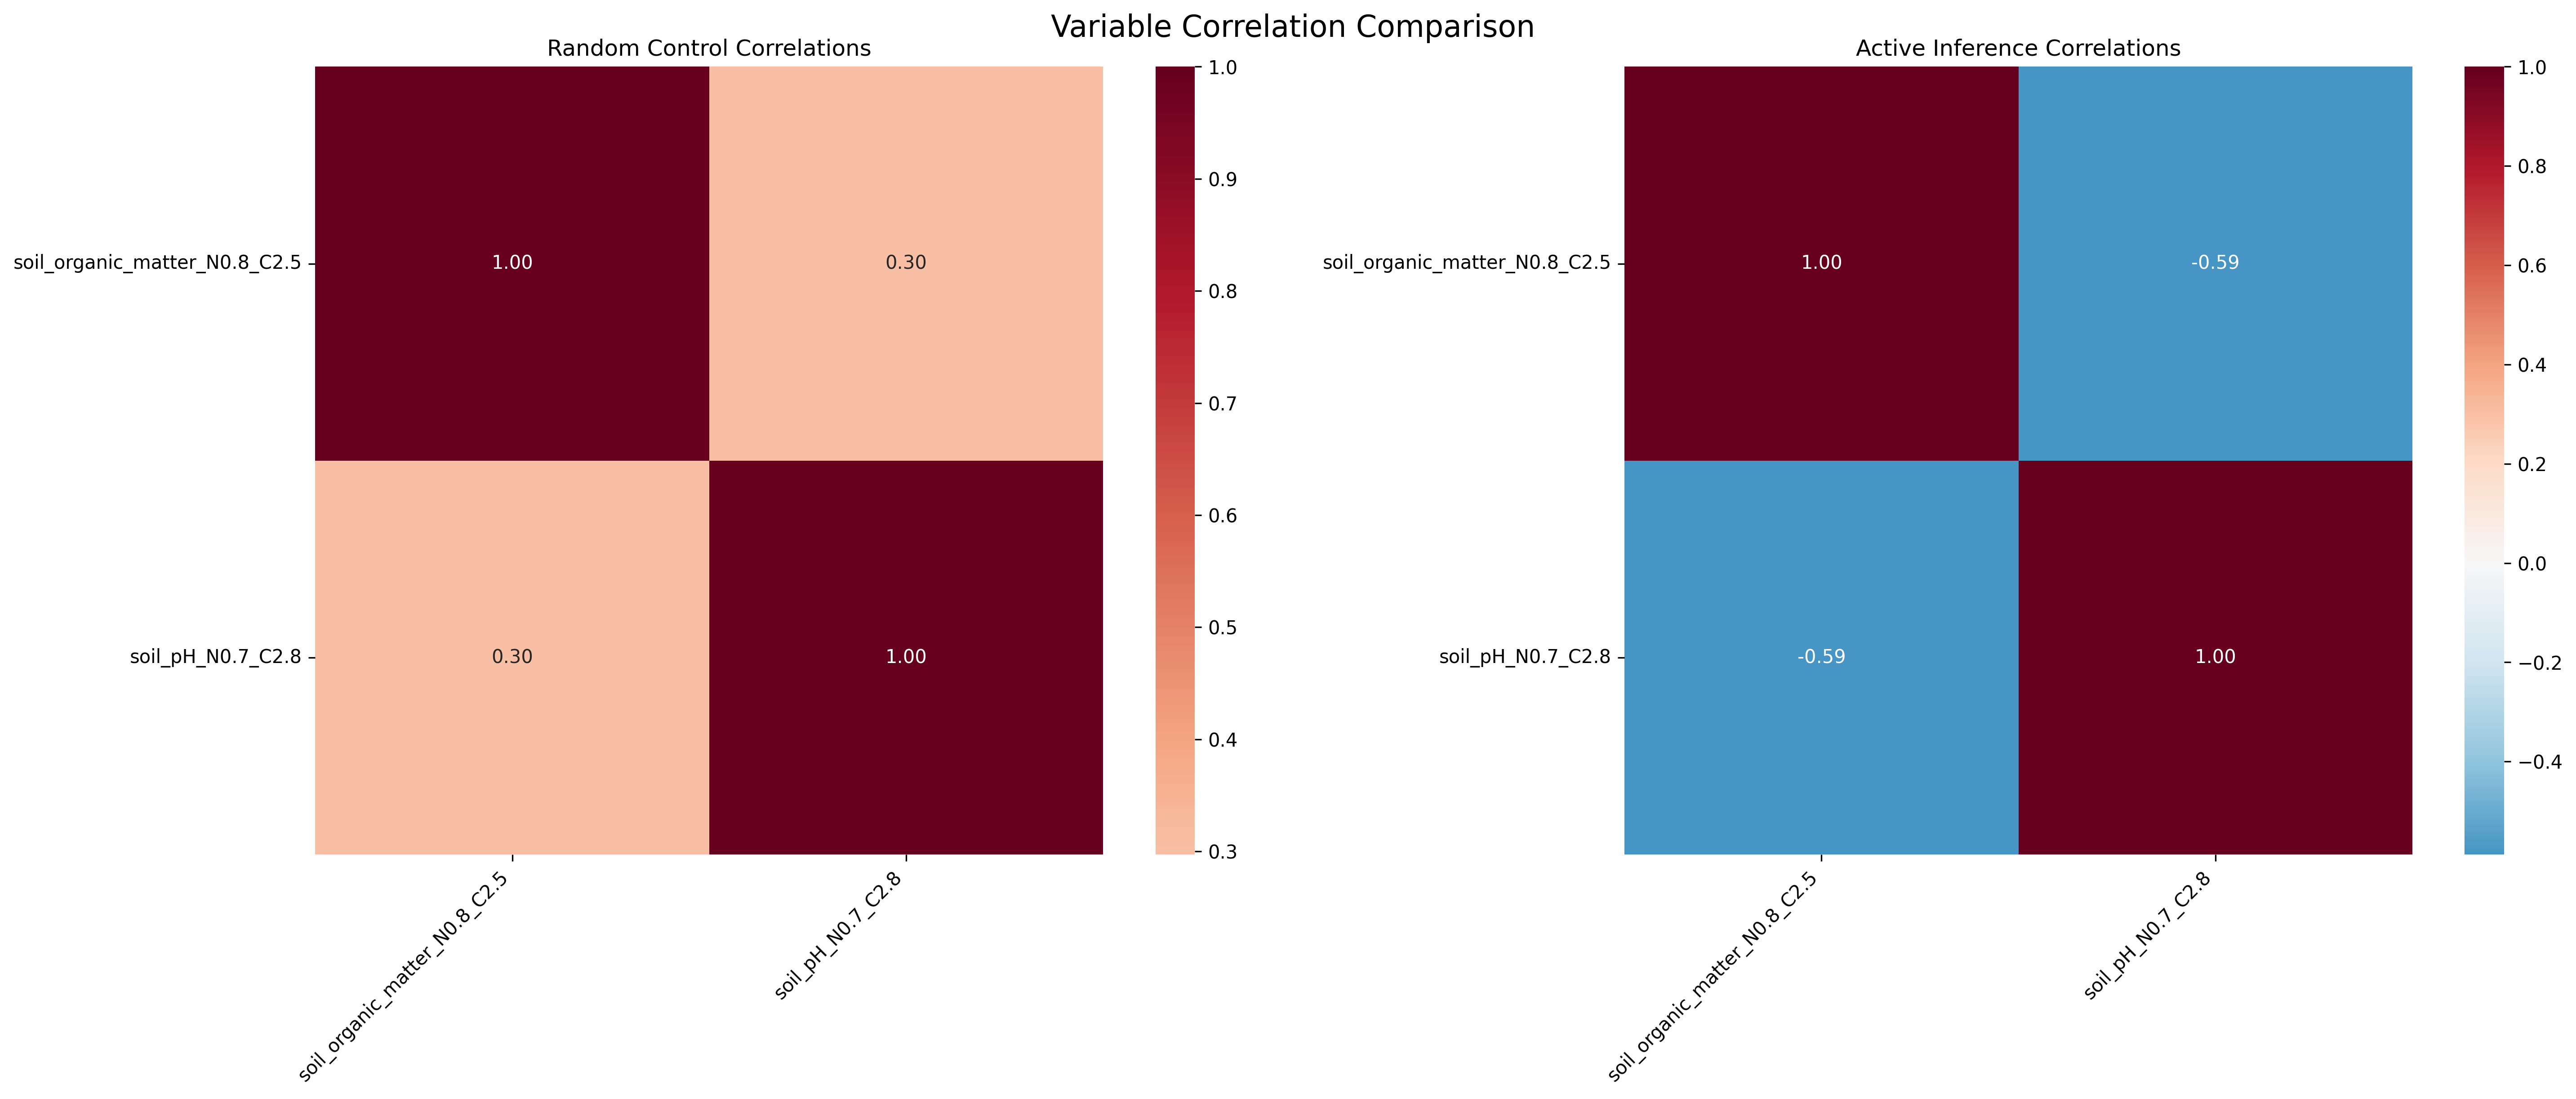 Variable Correlation Comparison
Random Control Correlations
soil_organic_matter_N0.8_C2.5
1.00
0.30
soil_pH_N0.7_C2.8
0.30
1.00
soil_organic_matter_N0.8_C2.5
soil_pH_N0.7_C2.8
1.0
0.9
0.8
0.7
0.6
0.5
0.4
0.3
Active Inference Correlations
soil_organic_matter_N0.8_C2.5
1.00
-0.59
soil_pH_N0.7_C2.8
-0.59
1.00
soil_organic_matter_N0.8_C2.5
soil_pH_N0.7_C2.8
1.0
0.8
0.6
0.4
0.2
0.0
−0.2
−0.4